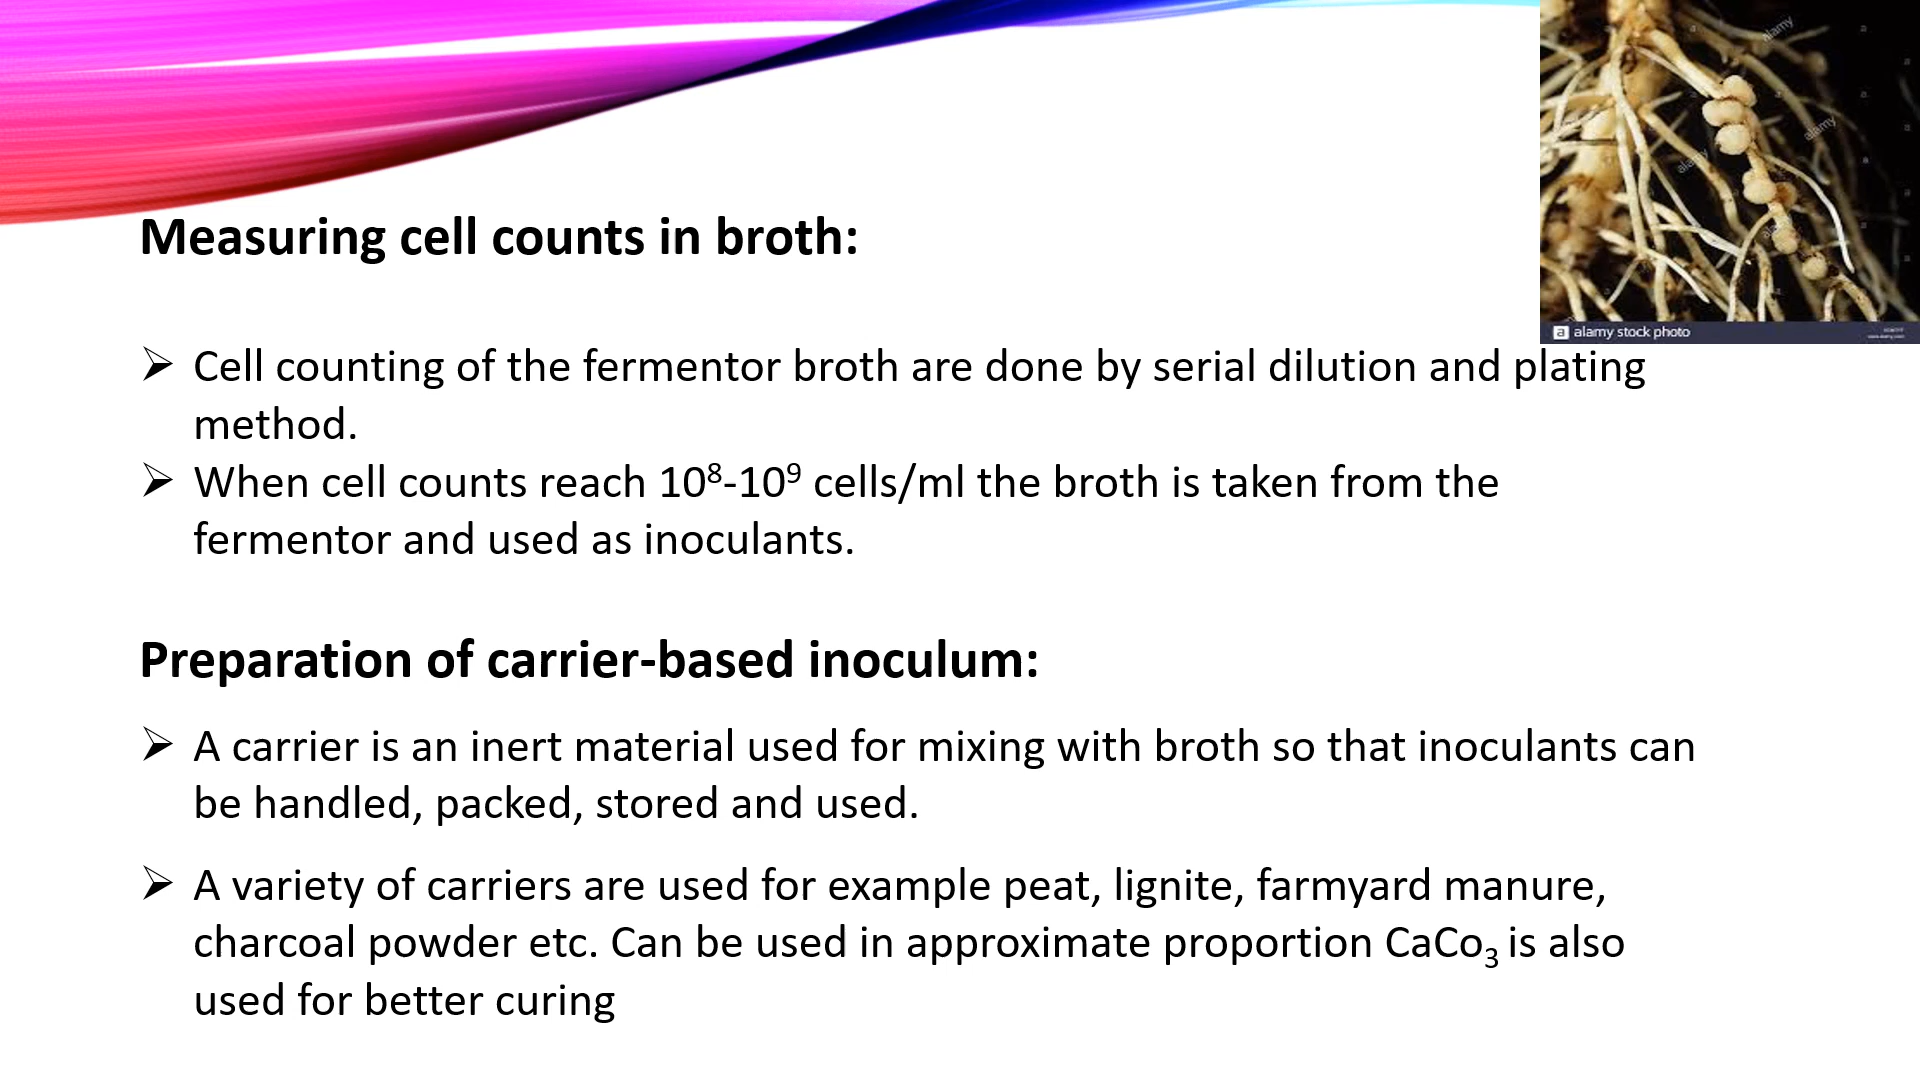 Measuring cell counts in broth:
alamy
alamy
alamy
alamy
a alamy stock photo
➢ Cell counting of the fermentor broth are done by serial dilution and plating
method.
➢ When cell counts reach 10⁸-10⁹ cells/ml the broth is taken from the
fermentor and used as inoculants.
Preparation of carrier-based inoculum:
➢ A carrier is an inert material used for mixing with broth so that inoculants can
be handled, packed, stored and used.
➢ A variety of carriers are used for example peat, lignite, farmyard manure,
charcoal powder etc. Can be used in approximate proportion CaCo₃ is also
used for better curing